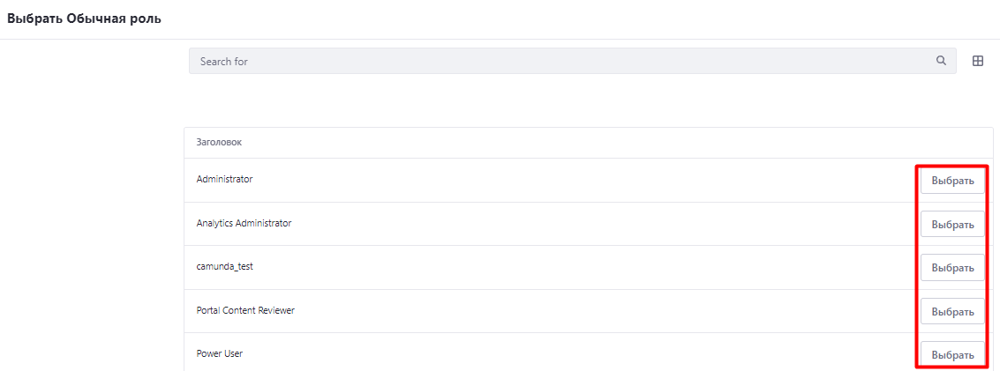 Выбрать Обычная роль
Search for
Заголовок
Administrator Выбрать
Analytics Administrator Выбрать
camunda_test Выбрать
Portal Content Reviewer Выбрать
Power User Выбрать